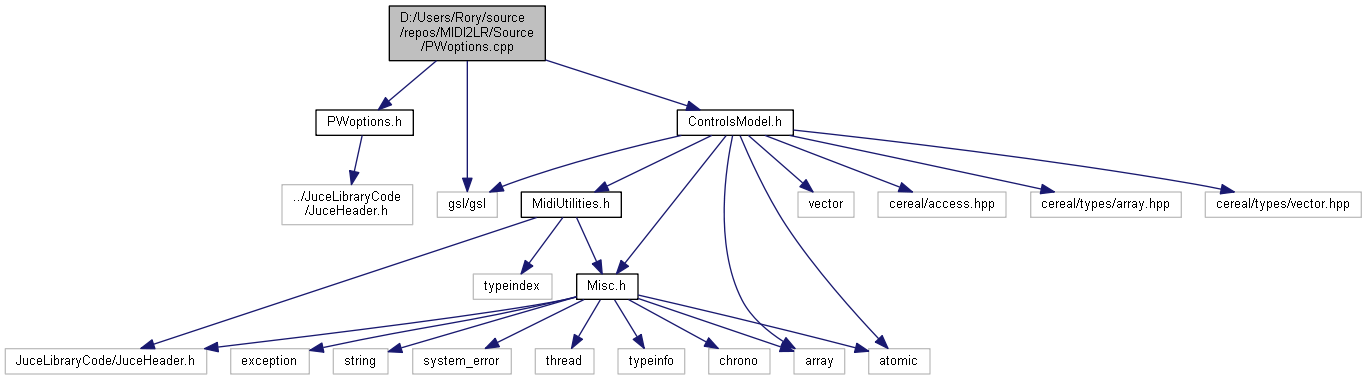 D:/Users/Rory/source
/repos/MIDI2LR/Source
/PWoptions.cpp
PWoptions.h
ControlsModel.h
../JuceLibraryCode
/JuceHeader.h
gsl/gsl
MidiUtilities.h
vector
cereal/access.hpp
cereal/types/array.hpp
cereal/types/vector.hpp
typeindex
Misc.h
JuceLibraryCode/JuceHeader.h
exception
string
system_error
thread
typeinfo
chrono
array
atomic